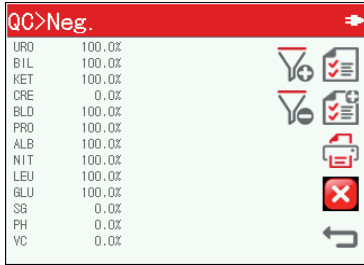 QC>Neg.
URO 100.0%
BIL 100.0%
KET 100.0%
CRE 0.0%
BLD 100.0%
PRO 100.0%
ALB 100.0%
NIT 100.0%
LEU 100.0%
GLU 100.0%
SG 0.0%
PH 0.0%
VC 0.0%